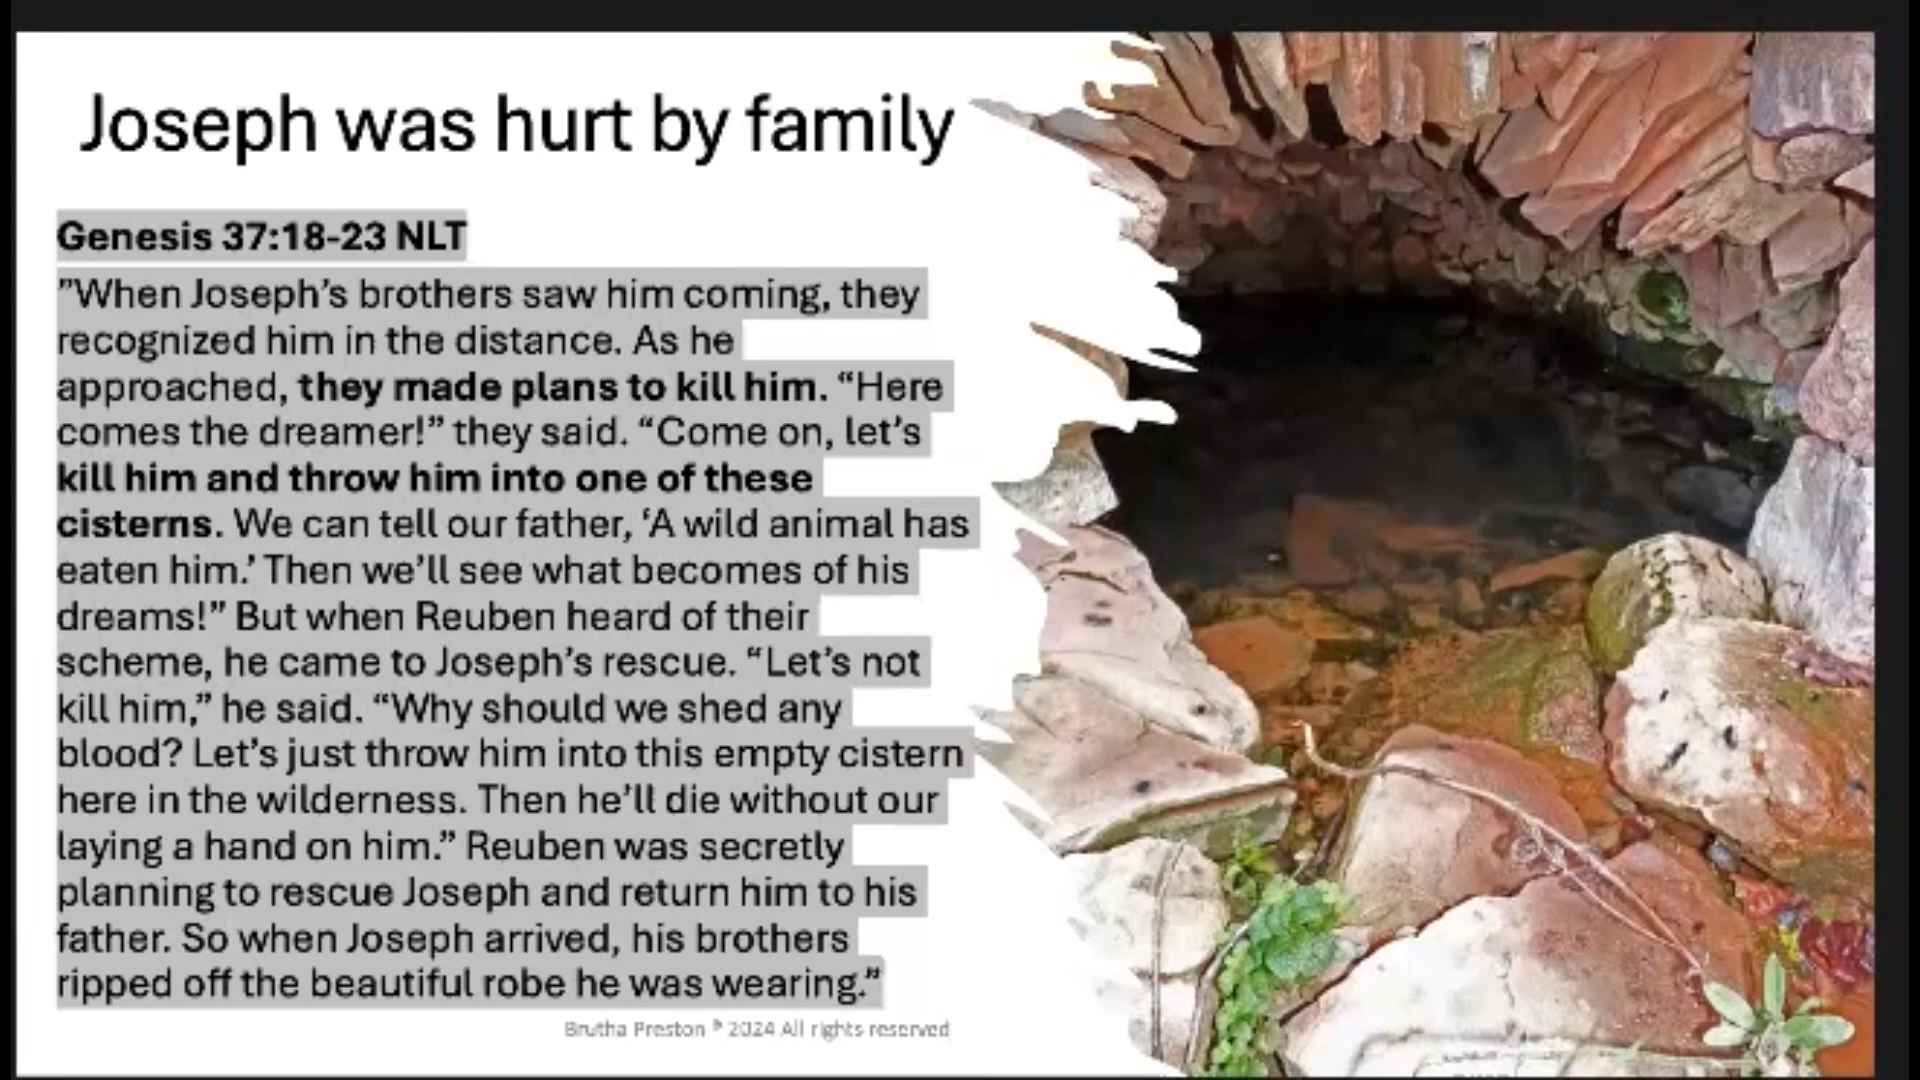 Joseph was hurt by family
Genesis 37:18-23 NLT
”When Joseph’s brothers saw him coming, they
recognized him in the distance. As he
approached, they made plans to kill him. “Here
comes the dreamer!” they said. “Come on, let’s
kill him and throw him into one of these
cisterns. We can tell our father, ‘A wild animal has
eaten him.’ Then we’ll see what becomes of his
dreams!” But when Reuben heard of their
scheme, he came to Joseph’s rescue. “Let’s not
kill him,” he said. “Why should we shed any
blood? Let’s just throw him into this empty cistern
here in the wilderness. Then he’ll die without our
laying a hand on him.” Reuben was secretly
planning to rescue Joseph and return him to his
father. So when Joseph arrived, his brothers
ripped off the beautiful robe he was wearing.”
Brutha Preston ® 2024 All rights reserved